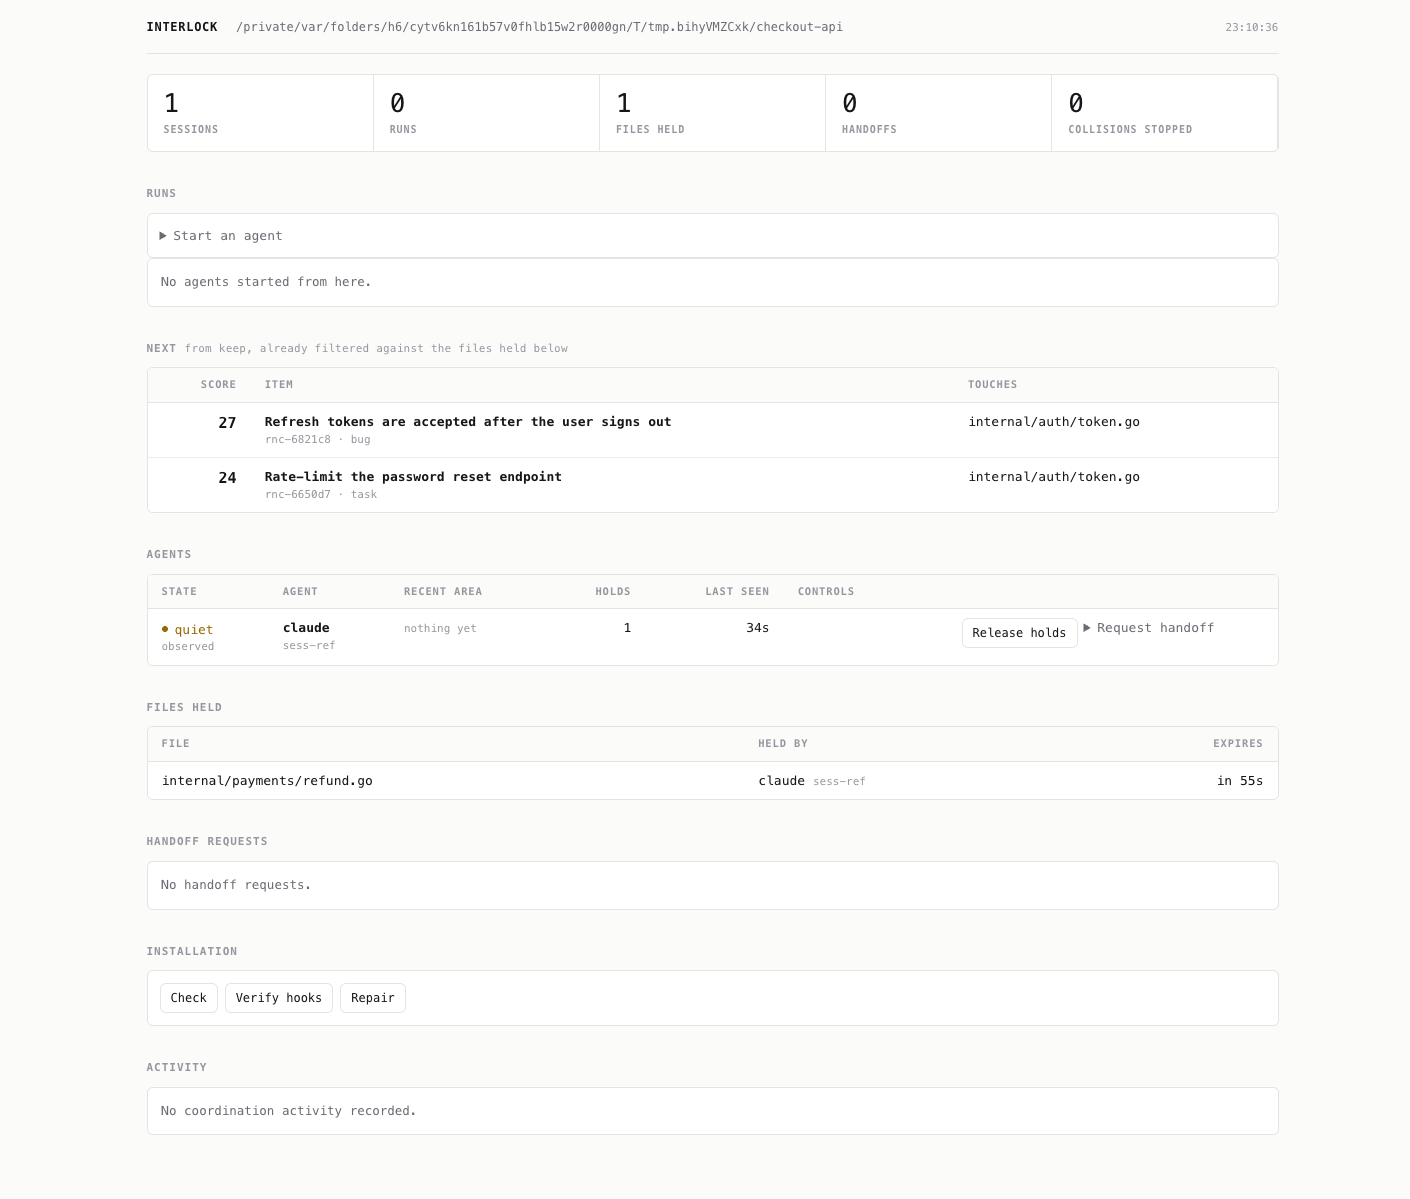 INTERLOCK /private/var/folders/h6/cytv6kn161b57v0fhlb15w2r0000gn/T/tmp.bihyVMZCxk/checkout-api 23:10:36
1 0 1 0 0
SESSIONS RUNS FILES HELD HANDOFFS COLLISIONS STOPPED
RUNS
▶ Start an agent
No agents started from here.
NEXT from keep, already filtered against the files held below
SCORE ITEM TOUCHES
27 Refresh tokens are accepted after the user signs out internal/auth/token.go
rnc-6821c8 · bug
24 Rate-limit the password reset endpoint internal/auth/token.go
rnc-6650d7 · task
AGENTS
STATE AGENT RECENT AREA HOLDS LAST SEEN CONTROLS
● quiet claude nothing yet 1 34s Release holds ▶ Request handoff
observed sess-ref
FILES HELD
FILE HELD BY EXPIRES
internal/payments/refund.go claude sess-ref in 55s
HANDOFF REQUESTS
No handoff requests.
INSTALLATION
Check Verify hooks Repair
ACTIVITY
No coordination activity recorded.